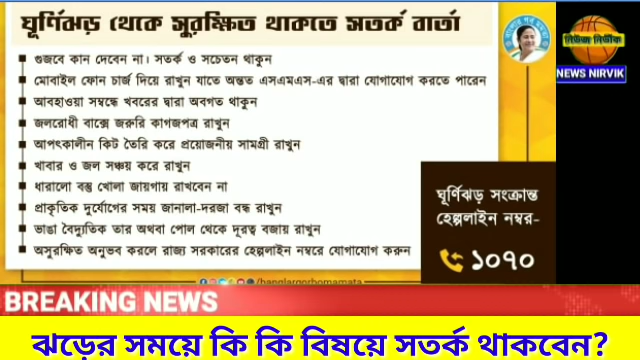 ঘূর্ণিঝড় থেকে সুরক্ষিত থাকতে সতর্ক বার্তা
গুজবে কান দেবেন না। সতর্ক ও সচেতন থাকুন
মোবাইল ফোন চার্জ দিয়ে রাখুন যাতে অন্তত এসএমএস-এর দ্বারা যোগাযোগ করতে পারেন
আবহাওয়া সম্বন্ধে খবরের দ্বারা অবগত থাকুন
জলরোধী বাক্সে জরুরি কাগজপত্র রাখুন
আপৎকালীন কিট তৈরি করে প্রয়োজনীয় সামগ্রী রাখুন
খাবার ও জল সঞ্চয় করে রাখুন
ধারালো বস্তু খোলা জায়গায় রাখবেন না
প্রাকৃতিক দুর্যোগের সময় জানালা-দরজা বন্ধ রাখুন
ভাঙা বৈদ্যুতিক তার অথবা পোল থেকে দূরত্ব বজায় রাখুন
অসুরক্ষিত অনুভব করলে রাজ্য সরকারের হেল্পলাইন নম্বরে যোগাযোগ করুন
ঘূর্ণিঝড় সংক্রান্ত
হেল্পলাইন নম্বর-
১০৭০
নিউজ নির্ভীক
NEWS NIRVIK
BREAKING NEWS
ঝড়ের সময়ে কি কি বিষয়ে সতর্ক থাকবেন?